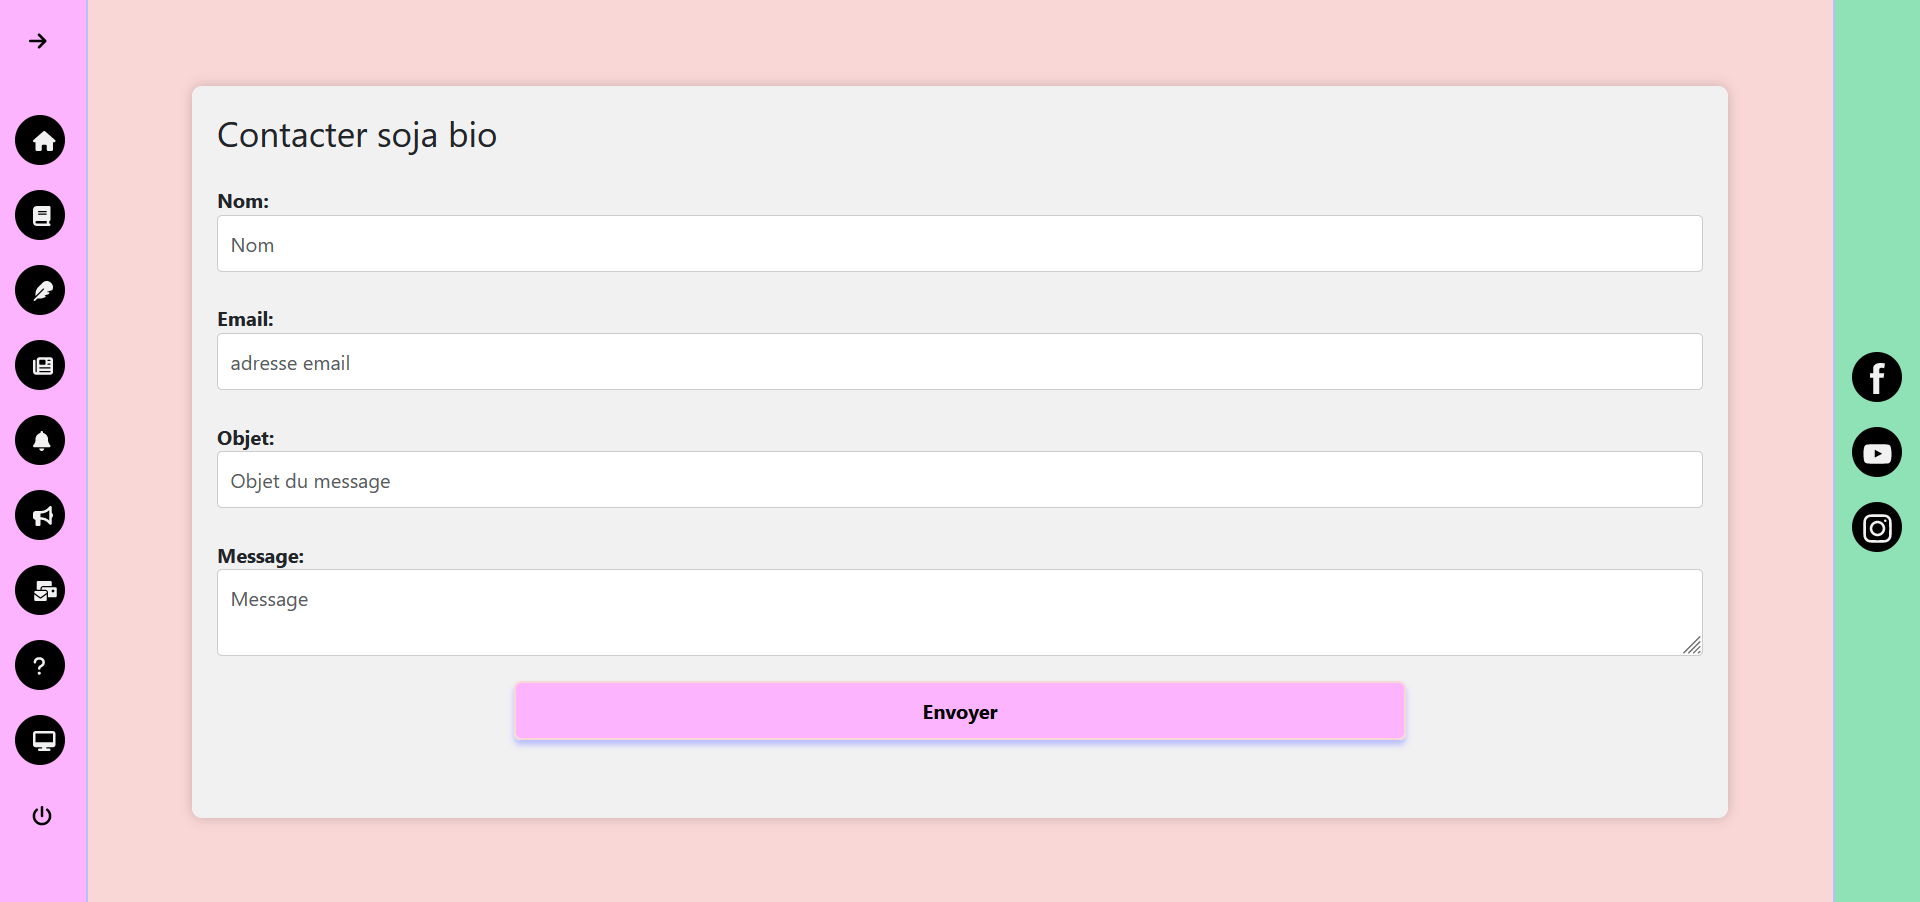 Contacter soja bio
Nom:
Nom
Email:
adresse email
Objet:
Objet du message
Message:
Message
Envoyer